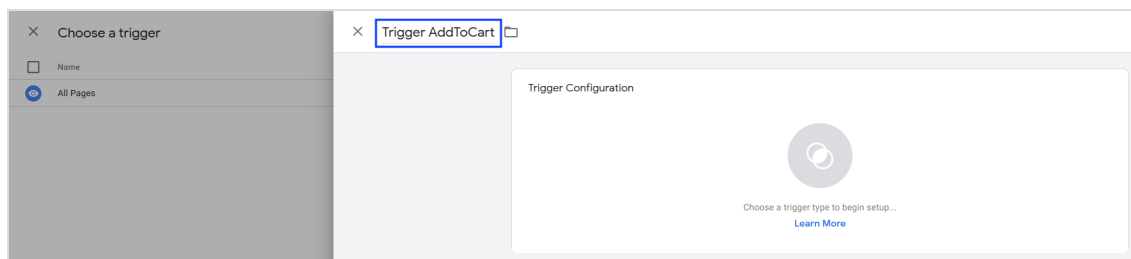 Choose a trigger
Name
All Pages
Trigger AddToCart
Trigger Configuration
Choose a trigger type to begin setup...
Learn More